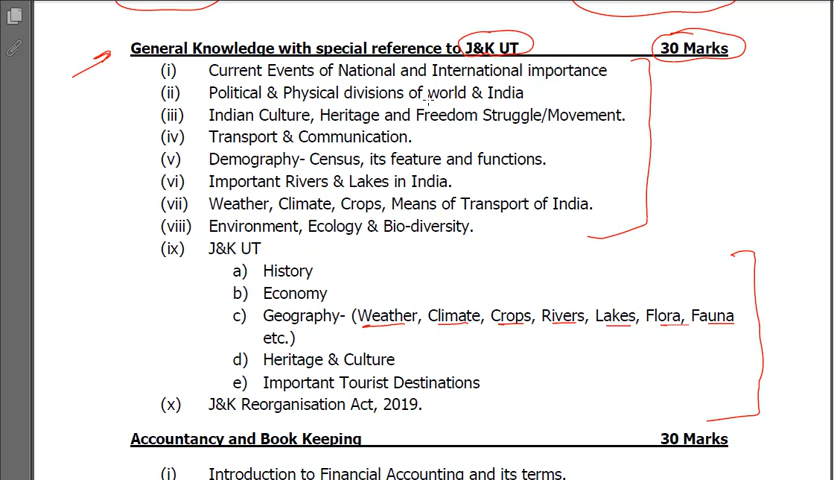 General Knowledge with special reference to J&K UT 30 Marks
(i) Current Events of National and International importance
(ii) Political & Physical divisions of world & India
(iii) Indian Culture, Heritage and Freedom Struggle/Movement.
(iv) Transport & Communication.
(v) Demography- Census, its feature and functions.
(vi) Important Rivers & Lakes in India.
(vii) Weather, Climate, Crops, Means of Transport of India.
(viii) Environment, Ecology & Bio-diversity.
(ix) J&K UT
a) History
b) Economy
c) Geography- (Weather, Climate, Crops, Rivers, Lakes, Flora, Fauna
etc.)
d) Heritage & Culture
e) Important Tourist Destinations
(x) J&K Reorganisation Act, 2019.
Accountancy and Book Keeping 30 Marks
(i) Introduction to Financial Accounting and its terms.